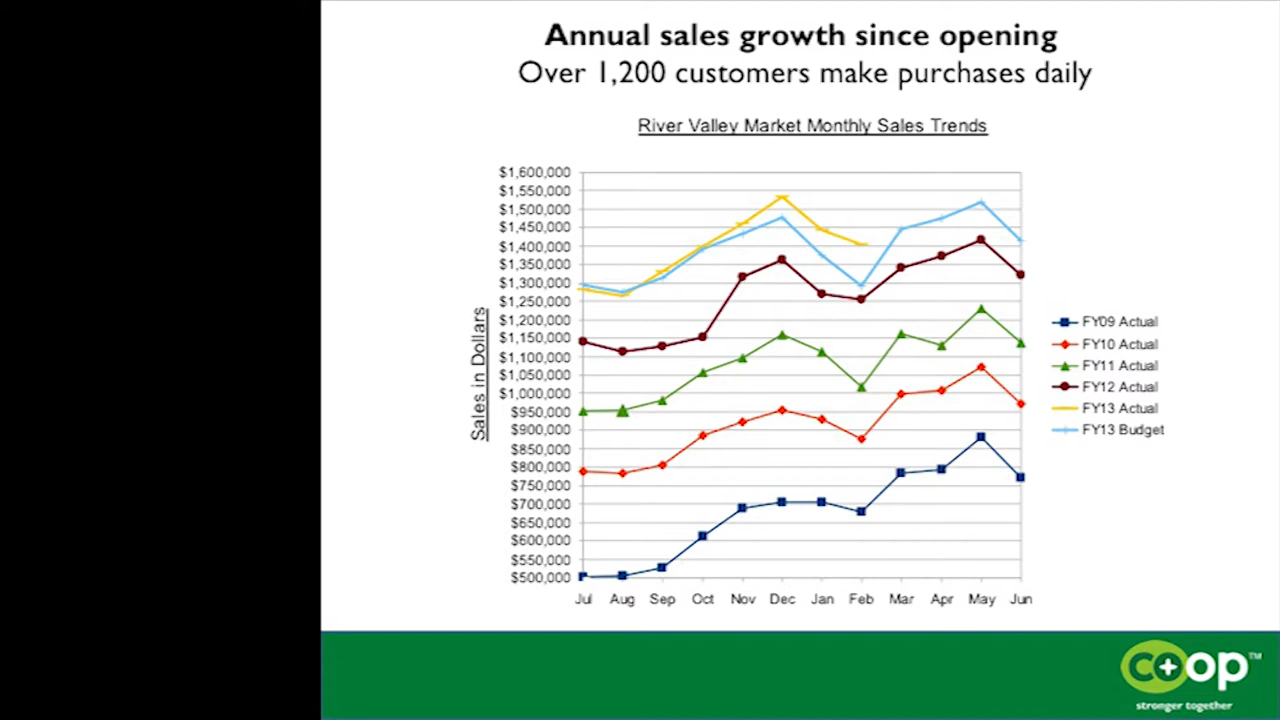 Annual sales growth since opening
Over 1,200 customers make purchases daily
River Valley Market Monthly Sales Trends
$1,600,000
$1,550,000
$1,500,000
$1,450,000
$1,400,000
$1,350,000
$1,300,000
$1,250,000
$1,200,000
$1,150,000
$1,100,000
$1,050,000
$1,000,000
$950,000
$900,000
$850,000
$800,000
$750,000
$700,000
$650,000
$600,000
$550,000
$500,000
Sales in Dollars
Jul Aug Sep Oct Nov Dec Jan Feb Mar Apr May Jun
FY09 Actual
FY10 Actual
FY11 Actual
FY12 Actual
FY13 Actual
FY13 Budget
co+op™
stronger together